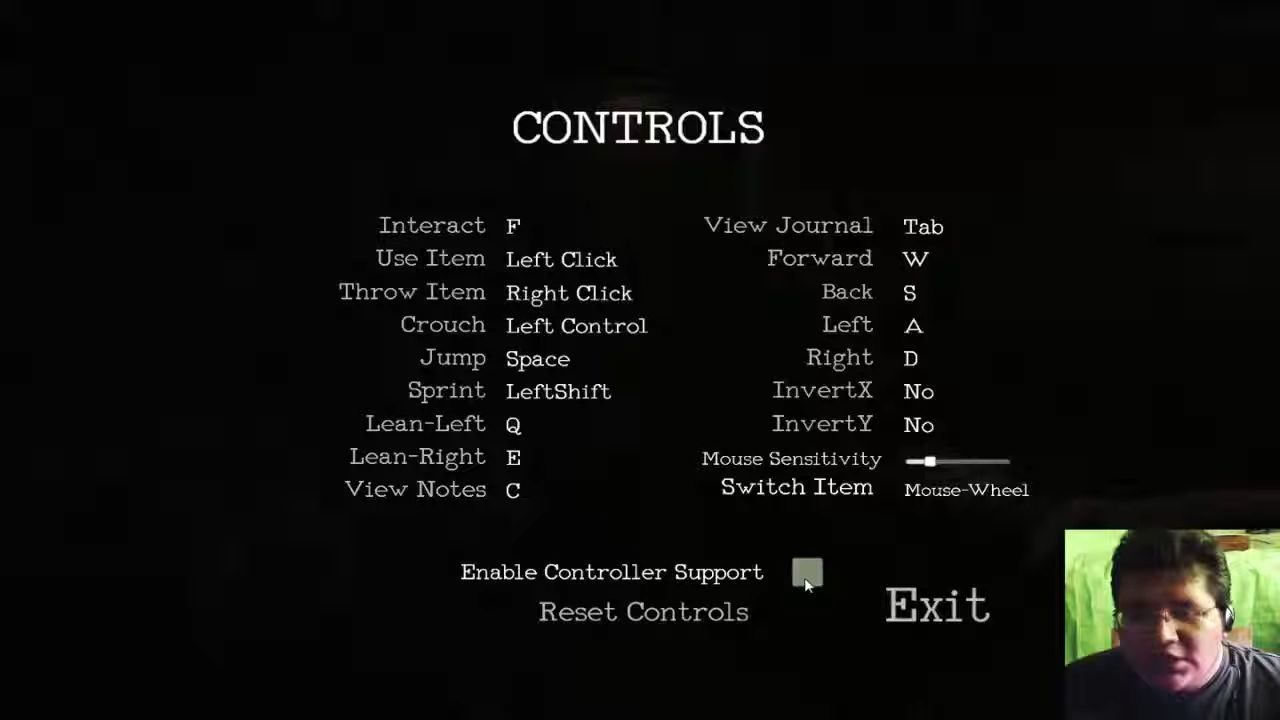 CONTROLS
Interact F
Use Item Left Click
Throw Item Right Click
Crouch Left Control
Jump Space
Sprint LeftShift
Lean-Left Q
Lean-Right E
View Notes C
View Journal Tab
Forward W
Back S
Left A
Right D
InvertX No
InvertY No
Mouse Sensitivity
Switch Item Mouse-Wheel
Enable Controller Support
Reset Controls
Exit